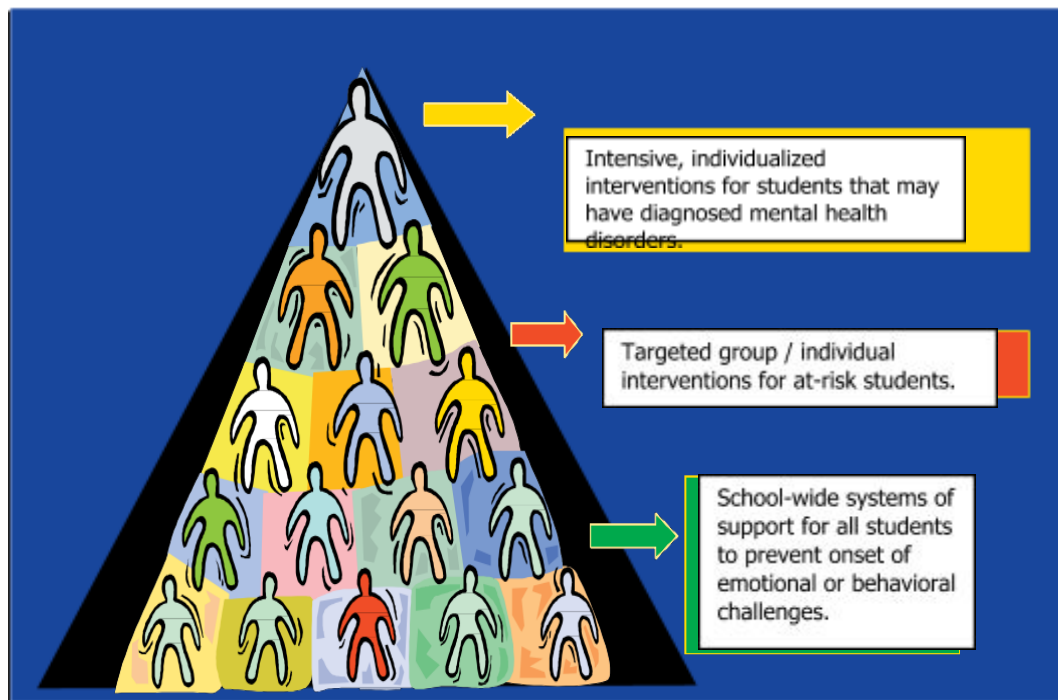 Intensive, individualized
interventions for students that may
have diagnosed mental health
disorders.
Targeted group / individual
interventions for at-risk students.
School-wide systems of
support for all students
to prevent onset of
emotional or behavioral
challenges.